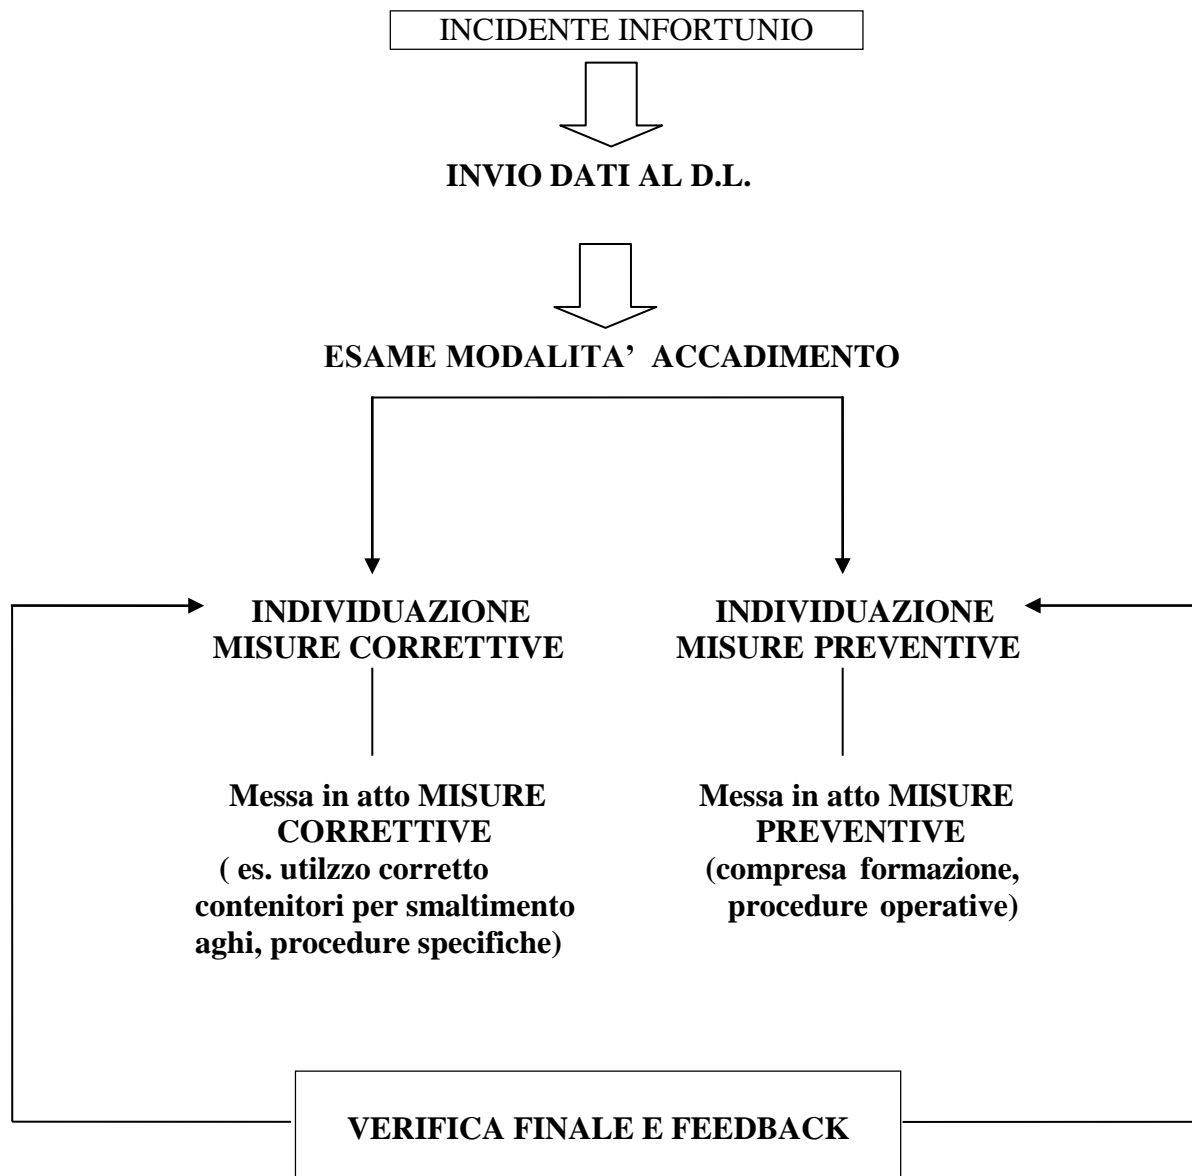 INCIDENTE INFORTUNIO
INVIO DATI AL D.L.
ESAME MODALITA’ ACCADIMENTO
INDIVIDUAZIONE
MISURE CORRETTIVE
INDIVIDUAZIONE
MISURE PREVENTIVE
Messa in atto MISURE
CORRETTIVE
( es. utilzzo corretto
contenitori per smaltimento
aghi, procedure specifiche)
Messa in atto MISURE
PREVENTIVE
(compresa formazione,
procedure operative)
VERIFICA FINALE E FEEDBACK